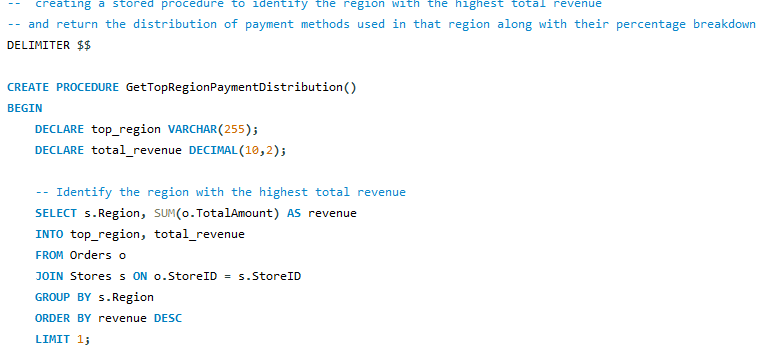 -- creating a stored procedure to identify the region with the highest total revenue
-- and return the distribution of payment methods used in that region along with their percentage breakdown
DELIMITER $$
CREATE PROCEDURE GetTopRegionPaymentDistribution()
BEGIN
    DECLARE top_region VARCHAR(255);
    DECLARE total_revenue DECIMAL(10,2);
    -- Identify the region with the highest total revenue
    SELECT s.Region, SUM(o.TotalAmount) AS revenue
    INTO top_region, total_revenue
    FROM Orders o
    JOIN Stores s ON o.StoreID = s.StoreID
    GROUP BY s.Region
    ORDER BY revenue DESC
    LIMIT 1;